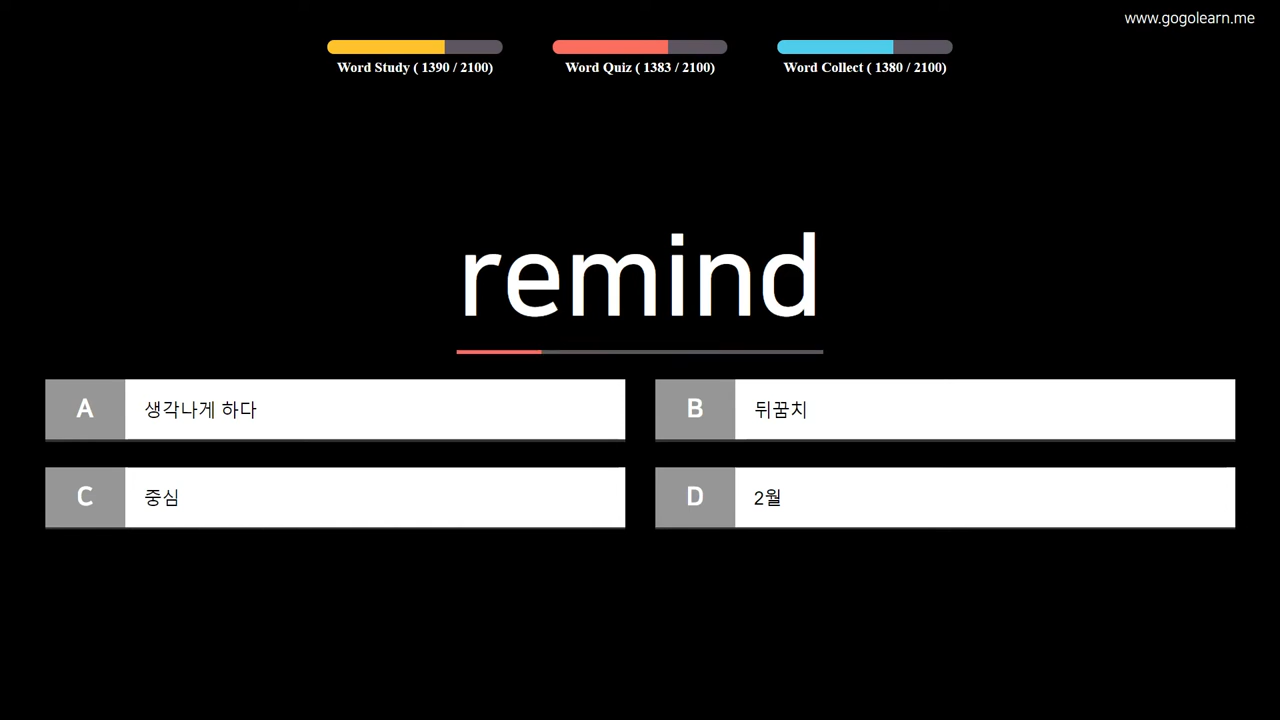 www.gogolearn.me
Word Study ( 1390 / 2100)
Word Quiz ( 1383 / 2100)
Word Collect ( 1380 / 2100)
remind
A 생각나게 하다
B 뒤꿈치
C 중심
D 2월